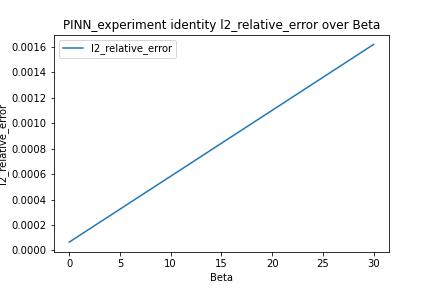 PINN_experiment identity l2_relative_error over Beta
l2_relative_error
0.0016
0.0014
0.0012
0.0010
0.0008
0.0006
0.0004
0.0002
0.0000
l2_relative_error
0 5 10 15 20 25 30
Beta